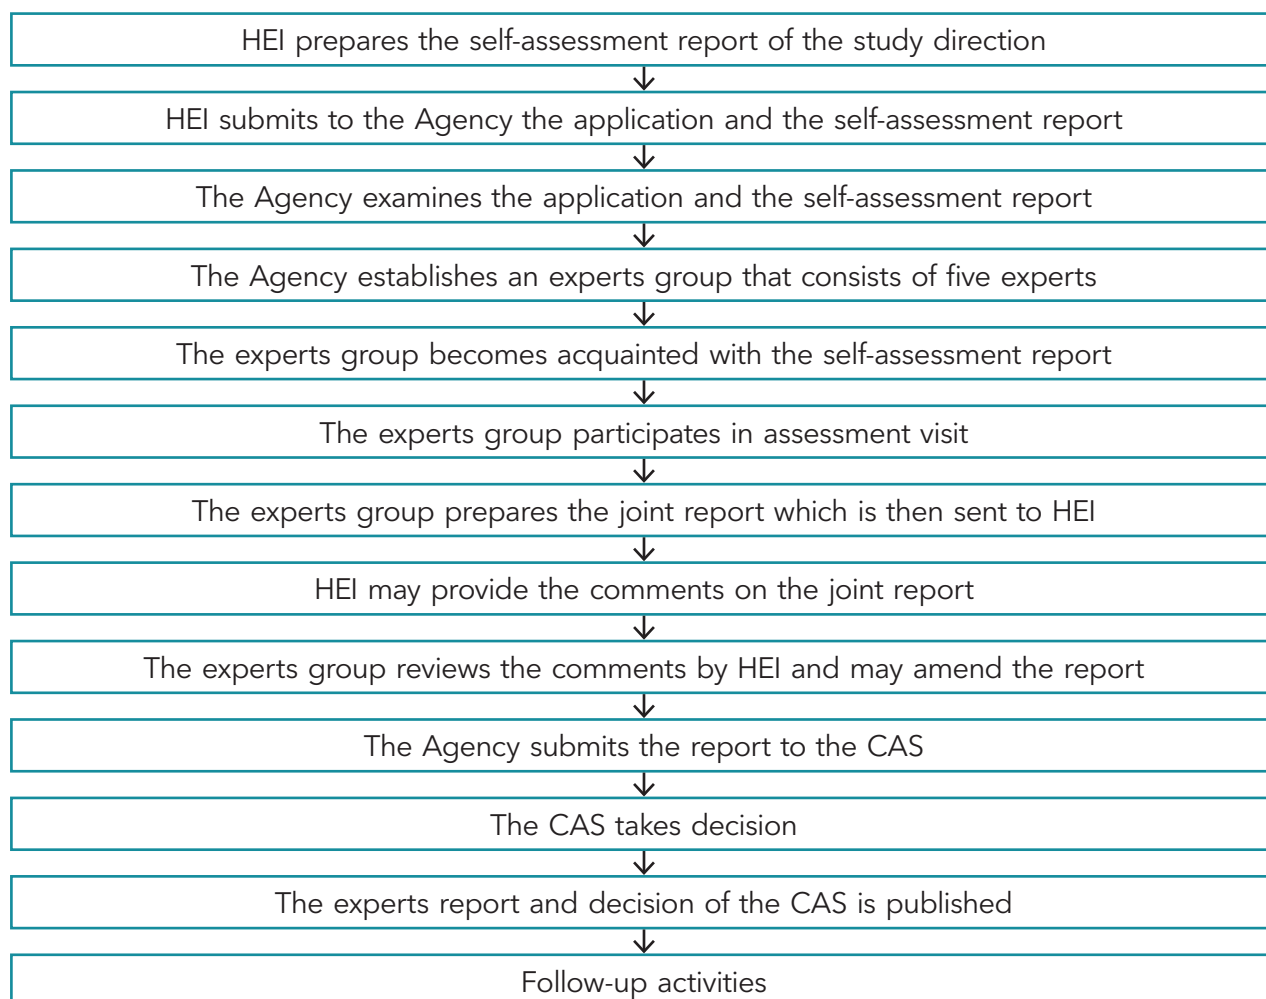 HEI prepares the self-assessment report of the study direction
HEI submits to the Agency the application and the self-assessment report
The Agency examines the application and the self-assessment report
The Agency establishes an experts group that consists of five experts
The experts group becomes acquainted with the self-assessment report
The experts group participates in assessment visit
The experts group prepares the joint report which is then sent to HEI
HEI may provide the comments on the joint report
The experts group reviews the comments by HEI and may amend the report
The Agency submits the report to the CAS
The CAS takes decision
The experts report and decision of the CAS is published
Follow-up activities